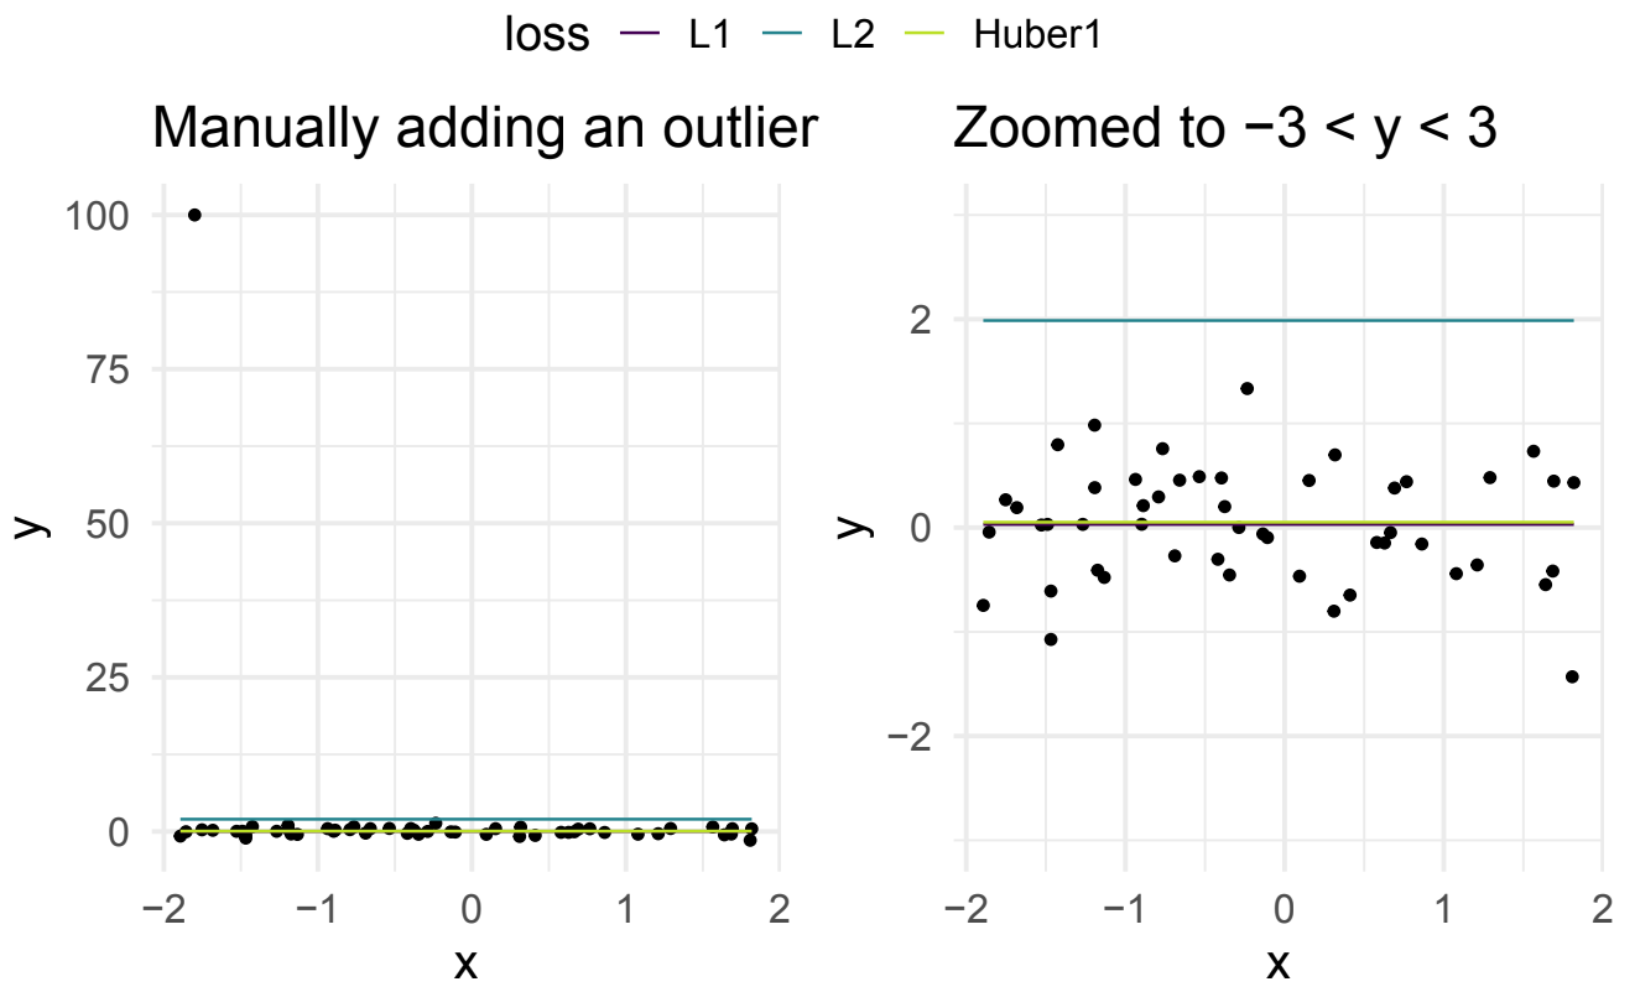 loss L1 L2 Huber1
Manually adding an outlier
100
75
50
25
0
y
−2 −1 0 1 2
x
Zoomed to −3 < y < 3
2
0
−2
y
−2 −1 0 1 2
x